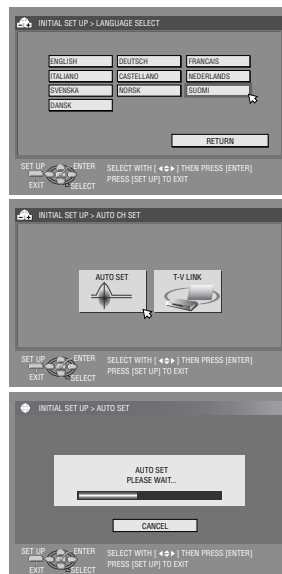 INITIAL SET UP > LANGUAGE SELECT
ENGLISH DEUTSCH FRANCAIS
ITALIANO CASTELLANO NEDERLANDS
SVENSKA NORSK SUOMI
DANSK
RETURN
SET UP ENTER SELECT WITH [ ] THEN PRESS [ENTER]
EXIT SELECT PRESS [SET UP] TO EXIT
INITIAL SET UP > AUTO CH SET
AUTO SET T-V LINK
SET UP ENTER SELECT WITH [ ] THEN PRESS [ENTER]
EXIT SELECT PRESS [SET UP] TO EXIT
INITIAL SET UP > AUTO SET
AUTO SET
PLEASE WAIT...
CANCEL
SET UP ENTER SELECT WITH [ ] THEN PRESS [ENTER]
EXIT SELECT PRESS [SET UP] TO EXIT